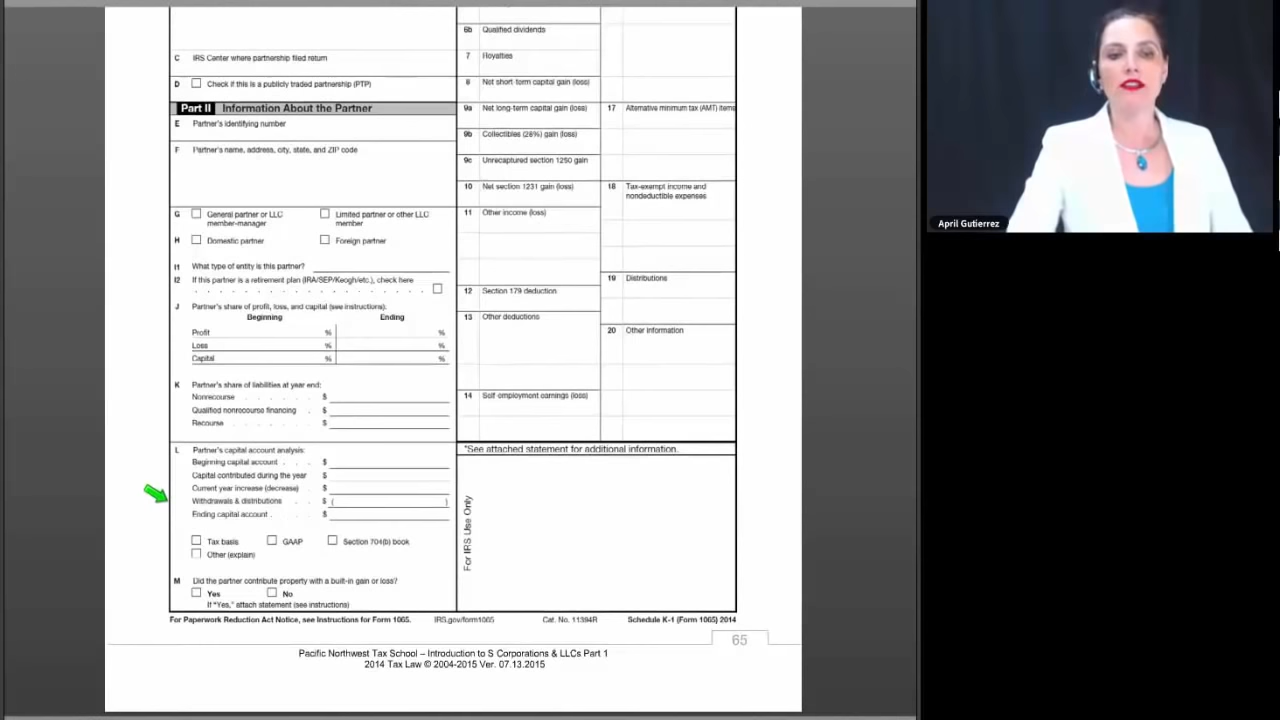 C IRS Center where partnership filed return
D Check if this is a publicly traded partnership (PTP)
Part II Information About the Partner
E Partner's identifying number
F Partner's name, address, city, state, and ZIP code
G General partner or LLC member-manager
Limited partner or other LLC member
H Domestic partner
Foreign partner
I1 What type of entity is this partner?
I2 If this partner is a retirement plan (IRA/SEP/Keogh/etc.), check here
J Partner's share of profit, loss, and capital (see instructions).
Beginning Ending
Profit % %
Loss % %
Capital % %
K Partner's share of liabilities at year end:
Nonrecourse . . . . . . $
Qualified nonrecourse financing . $
Recourse . . . . . . . $
L Partner's capital account analysis:
Beginning capital account . . . $
Capital contributed during the year $
Current year increase (decrease) . $
Withdrawals & distributions . . $ ( )
Ending capital account . . . . $
Tax basis GAAP Section 704(b) book
Other (explain)
M Did the partner contribute property with a built-in gain or loss?
Yes No
If "Yes," attach statement (see instructions)
6b Qualified dividends
7 Royalties
8 Net short-term capital gain (loss)
9a Net long-term capital gain (loss)
9b Collectibles (28%) gain (loss)
9c Unrecaptured section 1250 gain
10 Net section 1231 gain (loss)
11 Other income (loss)
12 Section 179 deduction
13 Other deductions
14 Self-employment earnings (loss)
17 Alternative minimum tax (AMT) items
18 Tax-exempt income and
nondeductible expenses
19 Distributions
20 Other information
*See attached statement for additional information.
For IRS Use Only
For Paperwork Reduction Act Notice, see Instructions for Form 1065. IRS.gov/form1065 Cat. No. 11394R Schedule K-1 (Form 1065) 2014
65
Pacific Northwest Tax School – Introduction to S Corporations & LLCs Part 1
2014 Tax Law © 2004-2015 Ver. 07.13.2015
April Gutierrez